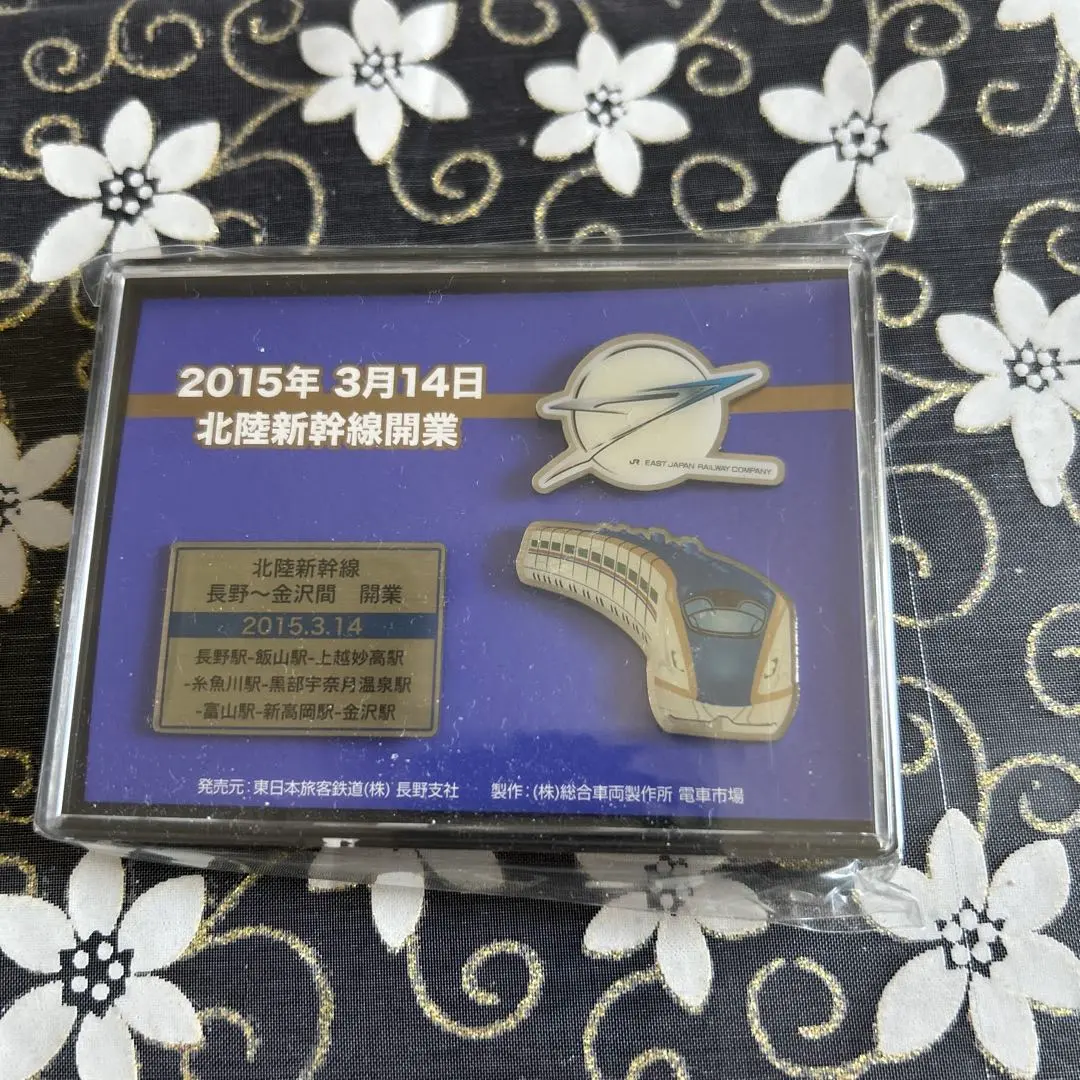 2015年 3月14日
北陸新幹線開業
JR EAST JAPAN RAILWAY COMPANY
北陸新幹線
長野～金沢間 開業
2015.3.14
長野駅-飯山駅-上越妙高駅
-糸魚川駅-黒部宇奈月温泉駅
-富山駅-新高岡駅-金沢駅
発売元:東日本旅客鉄道(株) 長野支社 製作:(株)総合車両製作所 電車市場